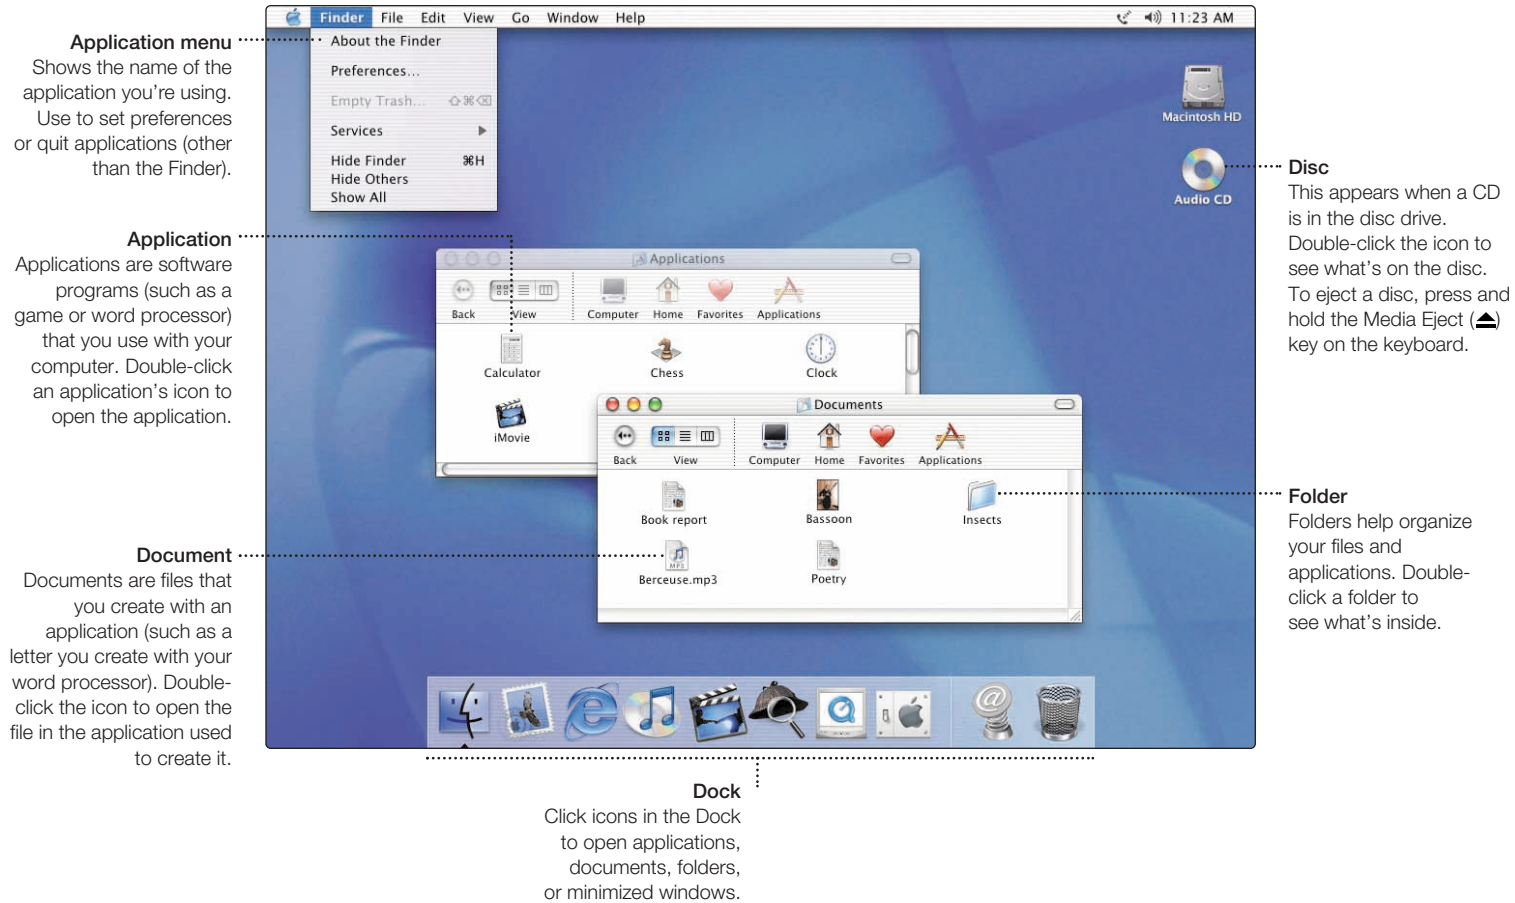 Finder File Edit View Go Window Help 11:23 AM
About the Finder
Preferences...
Empty Trash... ⇧⌘⌫
Services
Hide Finder ⌘H
Hide Others
Show All
Macintosh HD
Audio CD
Application menu
Shows the name of the
application you’re using.
Use to set preferences
or quit applications (other
than the Finder).
Application
Applications are software
programs (such as a
game or word processor)
that you use with your
computer. Double-click
an application’s icon to
open the application.
Document
Documents are files that
you create with an
application (such as a
letter you create with your
word processor). Double-
click the icon to open the
file in the application used
to create it.
Applications
Back View Computer Home Favorites Applications
Calculator Chess Clock
iMovie
Documents
Back View Computer Home Favorites Applications
Book report Bassoon Insects
MP3
Berceuse.mp3 Poetry
Disc
This appears when a CD
is in the disc drive.
Double-click the icon to
see what’s on the disc.
To eject a disc, press and
hold the Media Eject (⏏)
key on the keyboard.
Folder
Folders help organize
your files and
applications. Double-
click a folder to
see what’s inside.
Dock
Click icons in the Dock
to open applications,
documents, folders,
or minimized windows.